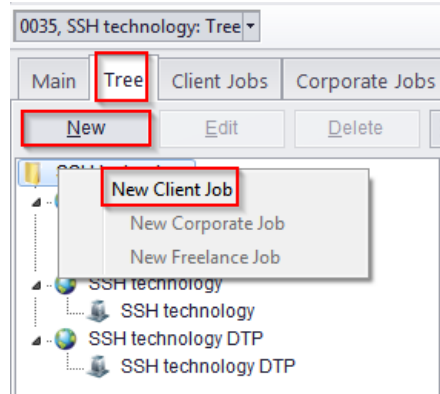 0035, SSH technology: Tree
Main Tree Client Jobs Corporate Jobs
New Edit Delete
New Client Job
New Corporate Job
New Freelance Job
SSH technology
SSH technology
SSH technology DTP
SSH technology DTP